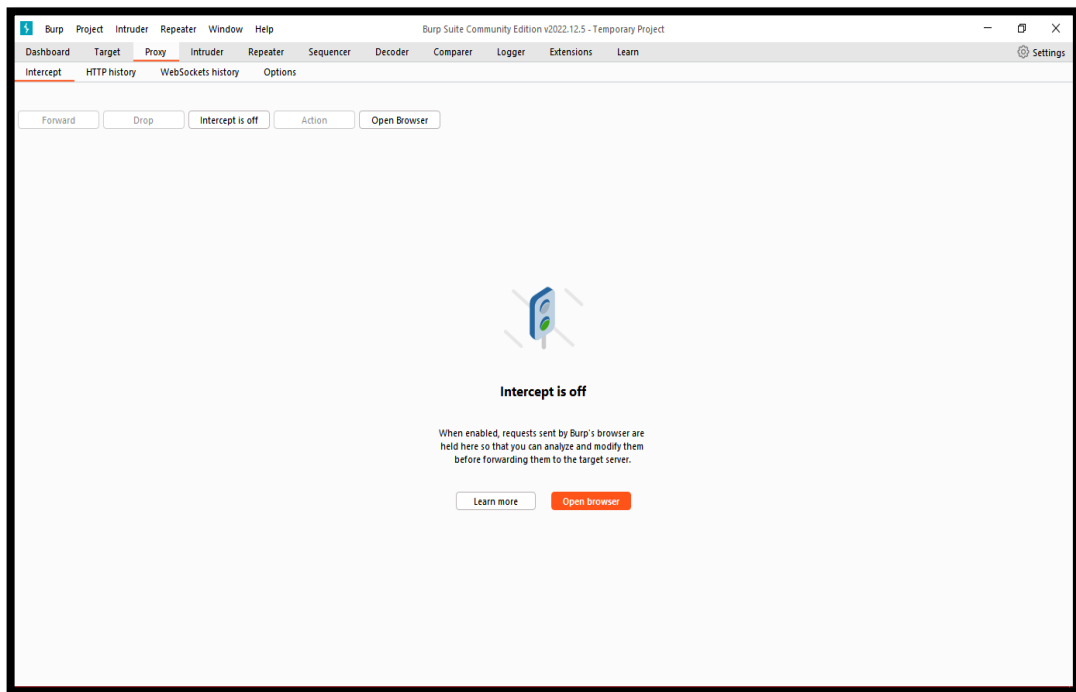 Burp Project Intruder Repeater Window Help Burp Suite Community Edition v2022.12.5 - Temporary Project
Dashboard Target Proxy Intruder Repeater Sequencer Decoder Comparer Logger Extensions Learn Settings
Intercept HTTP history WebSockets history Options
Forward Drop Intercept is off Action Open Browser
Intercept is off
When enabled, requests sent by Burp's browser are
held here so that you can analyze and modify them
before forwarding them to the target server.
Learn more Open browser